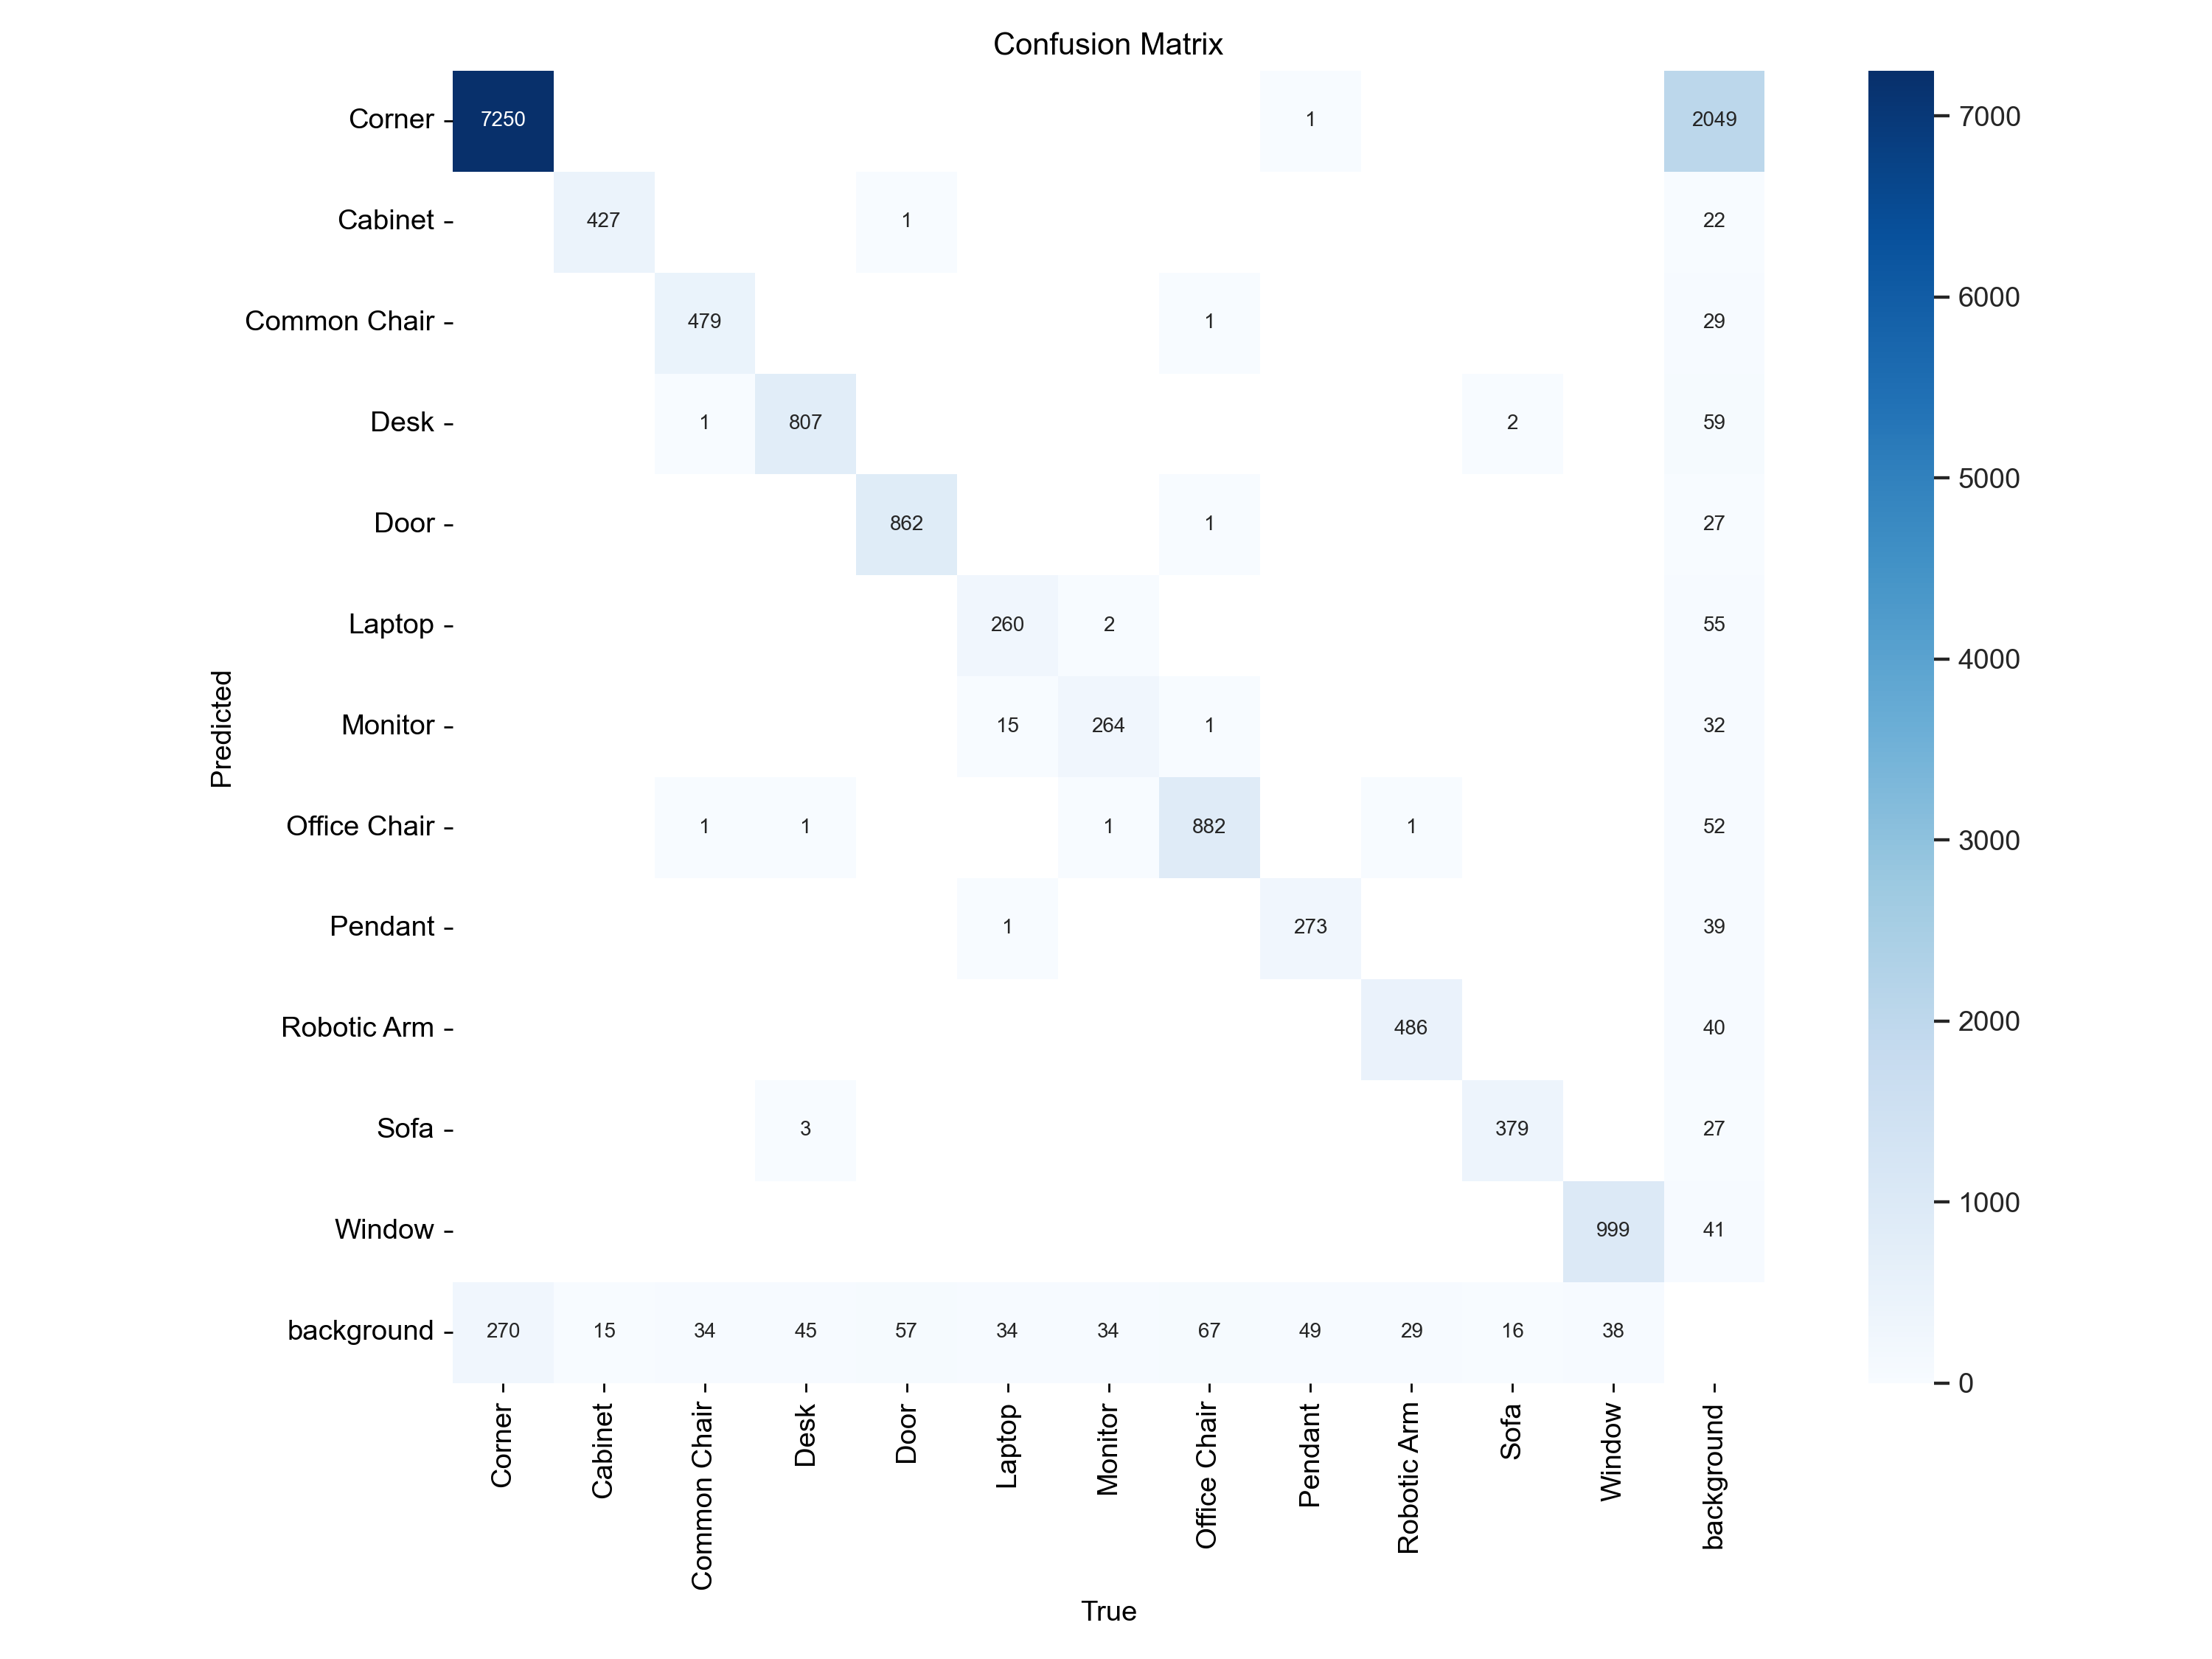 Confusion Matrix
Corner 7250 1 2049
Cabinet 427 1 22
Common Chair 479 1 29
Desk 1 807 2 59
Door 862 1 27
Laptop 260 2 55
Monitor 15 264 1 32
Office Chair 1 1 1 882 1 52
Pendant 1 273 39
Robotic Arm 486 40
Sofa 3 379 27
Window 999 41
background 270 15 34 45 57 34 34 67 49 29 16 38
Predicted
Corner
Cabinet
Common Chair
Desk
Door
Laptop
Monitor
Office Chair
Pendant
Robotic Arm
Sofa
Window
background
True
7000
6000
5000
4000
3000
2000
1000
0